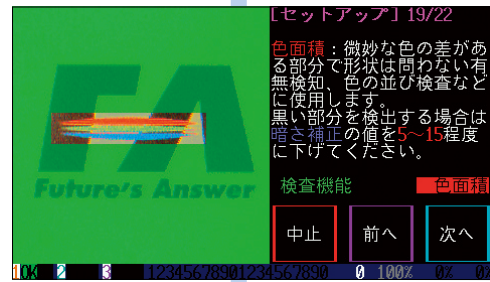 [セットアップ] 19/22
色面積：微妙な色の差があ
る部分で形状は問わない有
無検知、色の並び検査など
に使用します。
黒い部分を検出する場合は
暗さ補正の値を5〜15程度
に下げてください。
FA
Future's Answer
検査機能 色面積
中止 前へ 次へ
1OK 2 3 12345678901234567890 0 100% 0% 0%